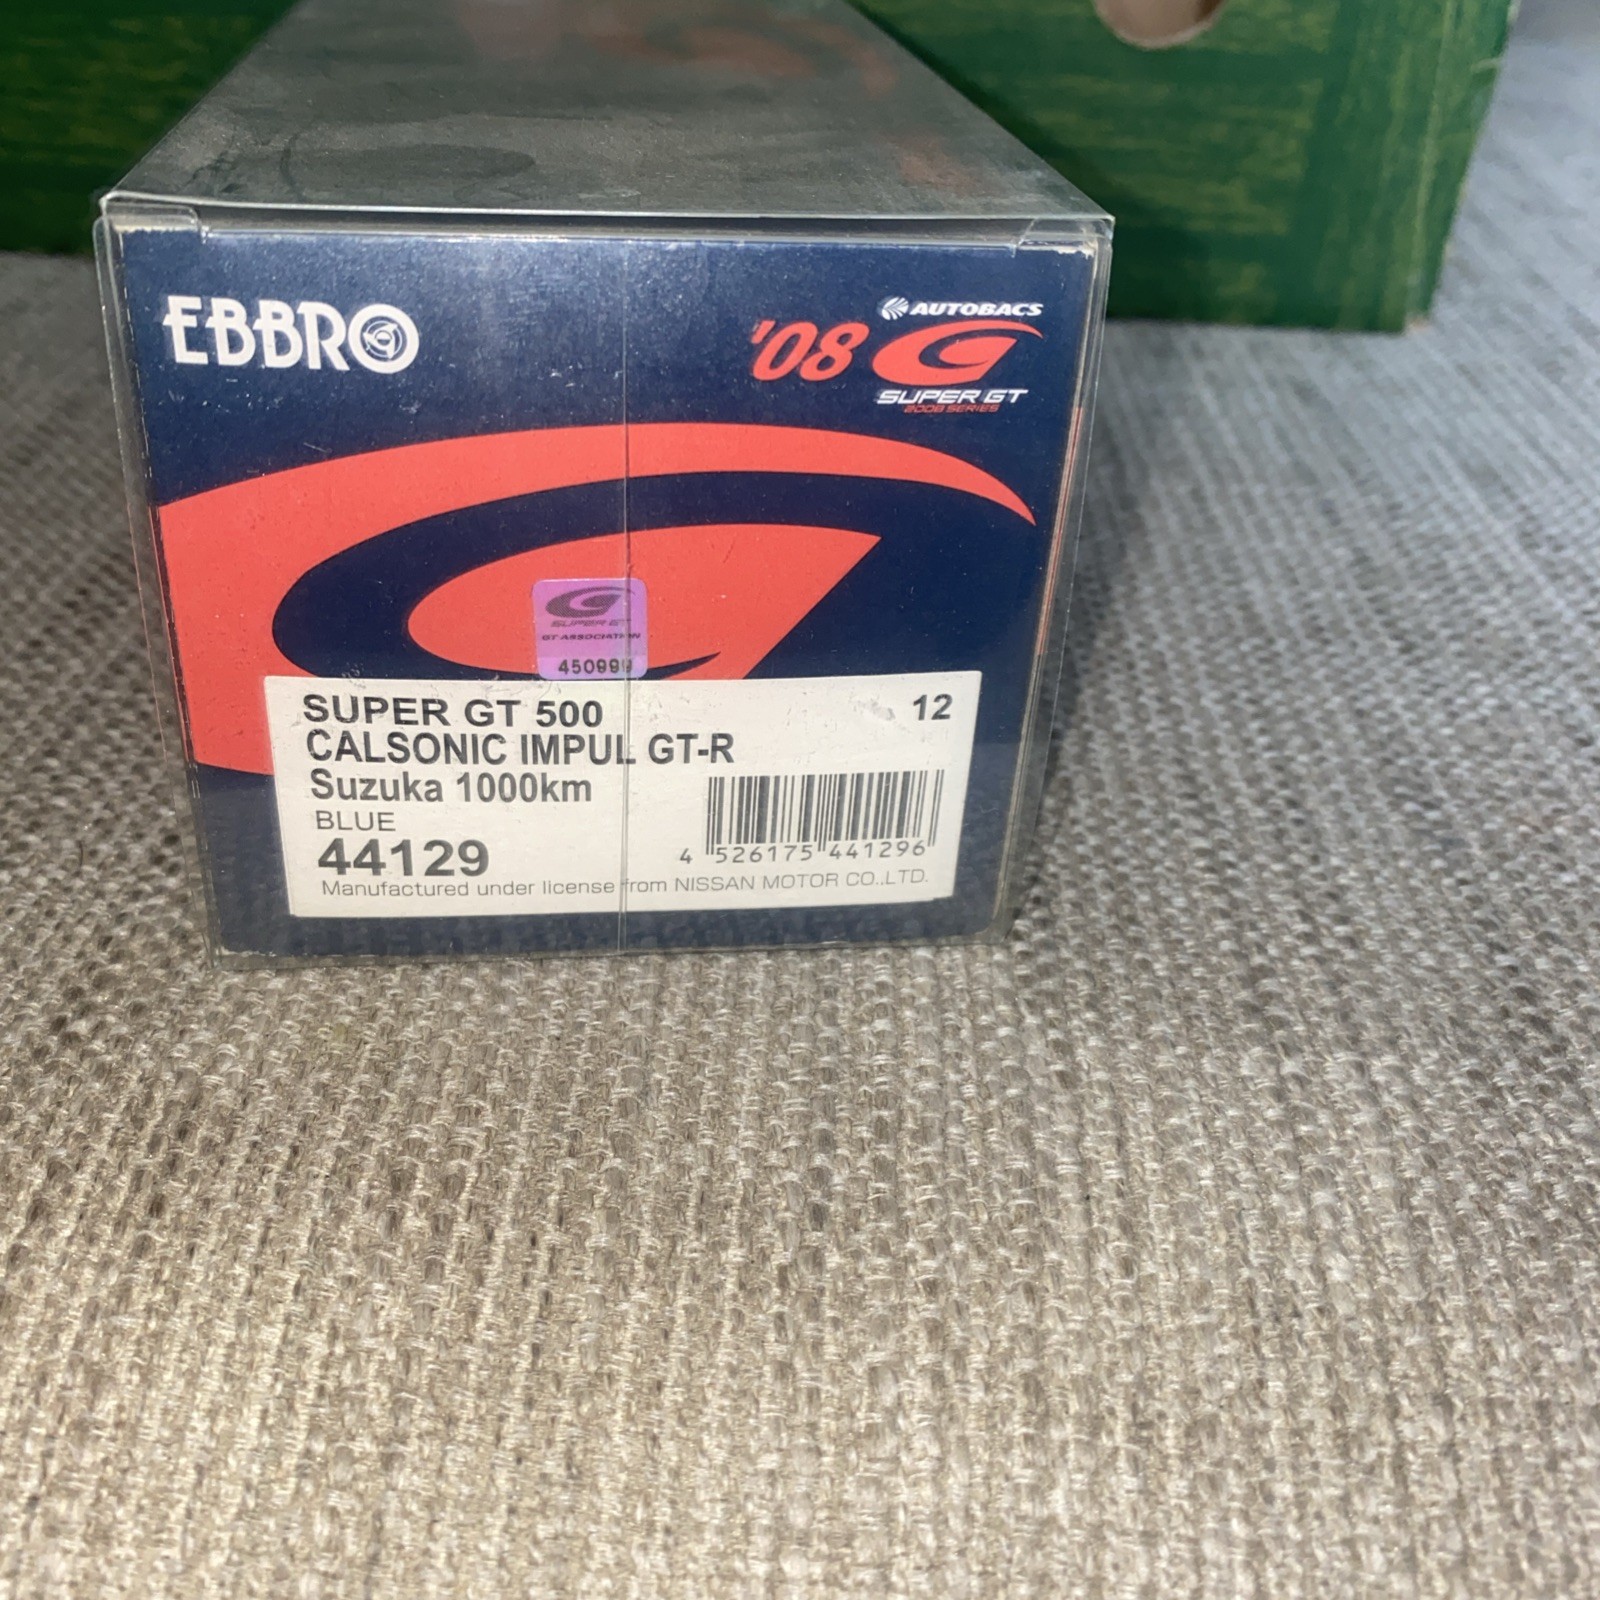 EBBRO
AUTOBACS
'08
SUPER GT
2008 SERIES
SUPER GT
GT ASSOCIATION
SUPER GT 500 12
CALSONIC IMPUL GT-R
Suzuka 1000km
BLUE
44129
4 526175 441296
Manufactured under license from NISSAN MOTOR CO.,LTD.